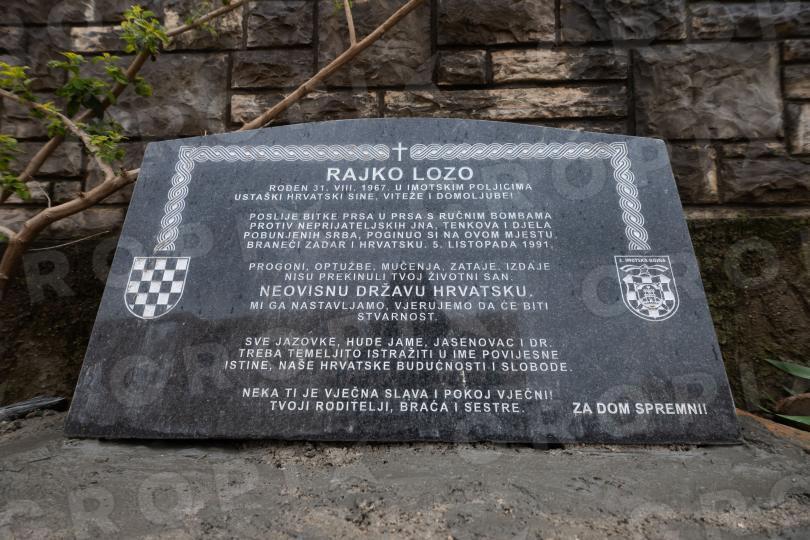 RAJKO LOZO
ROĐEN 31. VIII. 1967. U IMOTSKIM POLJICIMA
USTAŠKI HRVATSKI SINE, VITEŽE I DOMOLJUBE!
POSLIJE BITKE PRSA U PRSA S RUČNIM BOMBAMA
PROTIV NEPRIJATELJSKIH JNA, TENKOVA I DJELA
POBUNJENIH SRBA, POGINUO SI NA OVOM MJESTU,
BRANEĆI ZADAR I HRVATSKU. 5. LISTOPADA 1991.
PROGONI, OPTUŽBE, MUČENJA, ZATAJE, IZDAJE
NISU PREKINULI TVOJ ŽIVOTNI SAN.
NEOVISNU DRŽAVU HRVATSKU,
MI GA NASTAVLJAMO, VJERUJEMO DA ĆE BITI
STVARNOST.
SVE JAZOVKE, HUDE JAME, JASENOVAC I DR.
TREBA TEMELJITO ISTRAŽITI U IME POVIJESNE
ISTINE, NAŠE HRVATSKE BUDUĆNOSTI I SLOBODE.
NEKA TI JE VJEČNA SLAVA I POKOJ VJEČNI!
TVOJI RODITELJI, BRAĆA I SESTRE.
ZA DOM SPREMNI!
2. IMOTSKA BOJNA
CROPIX